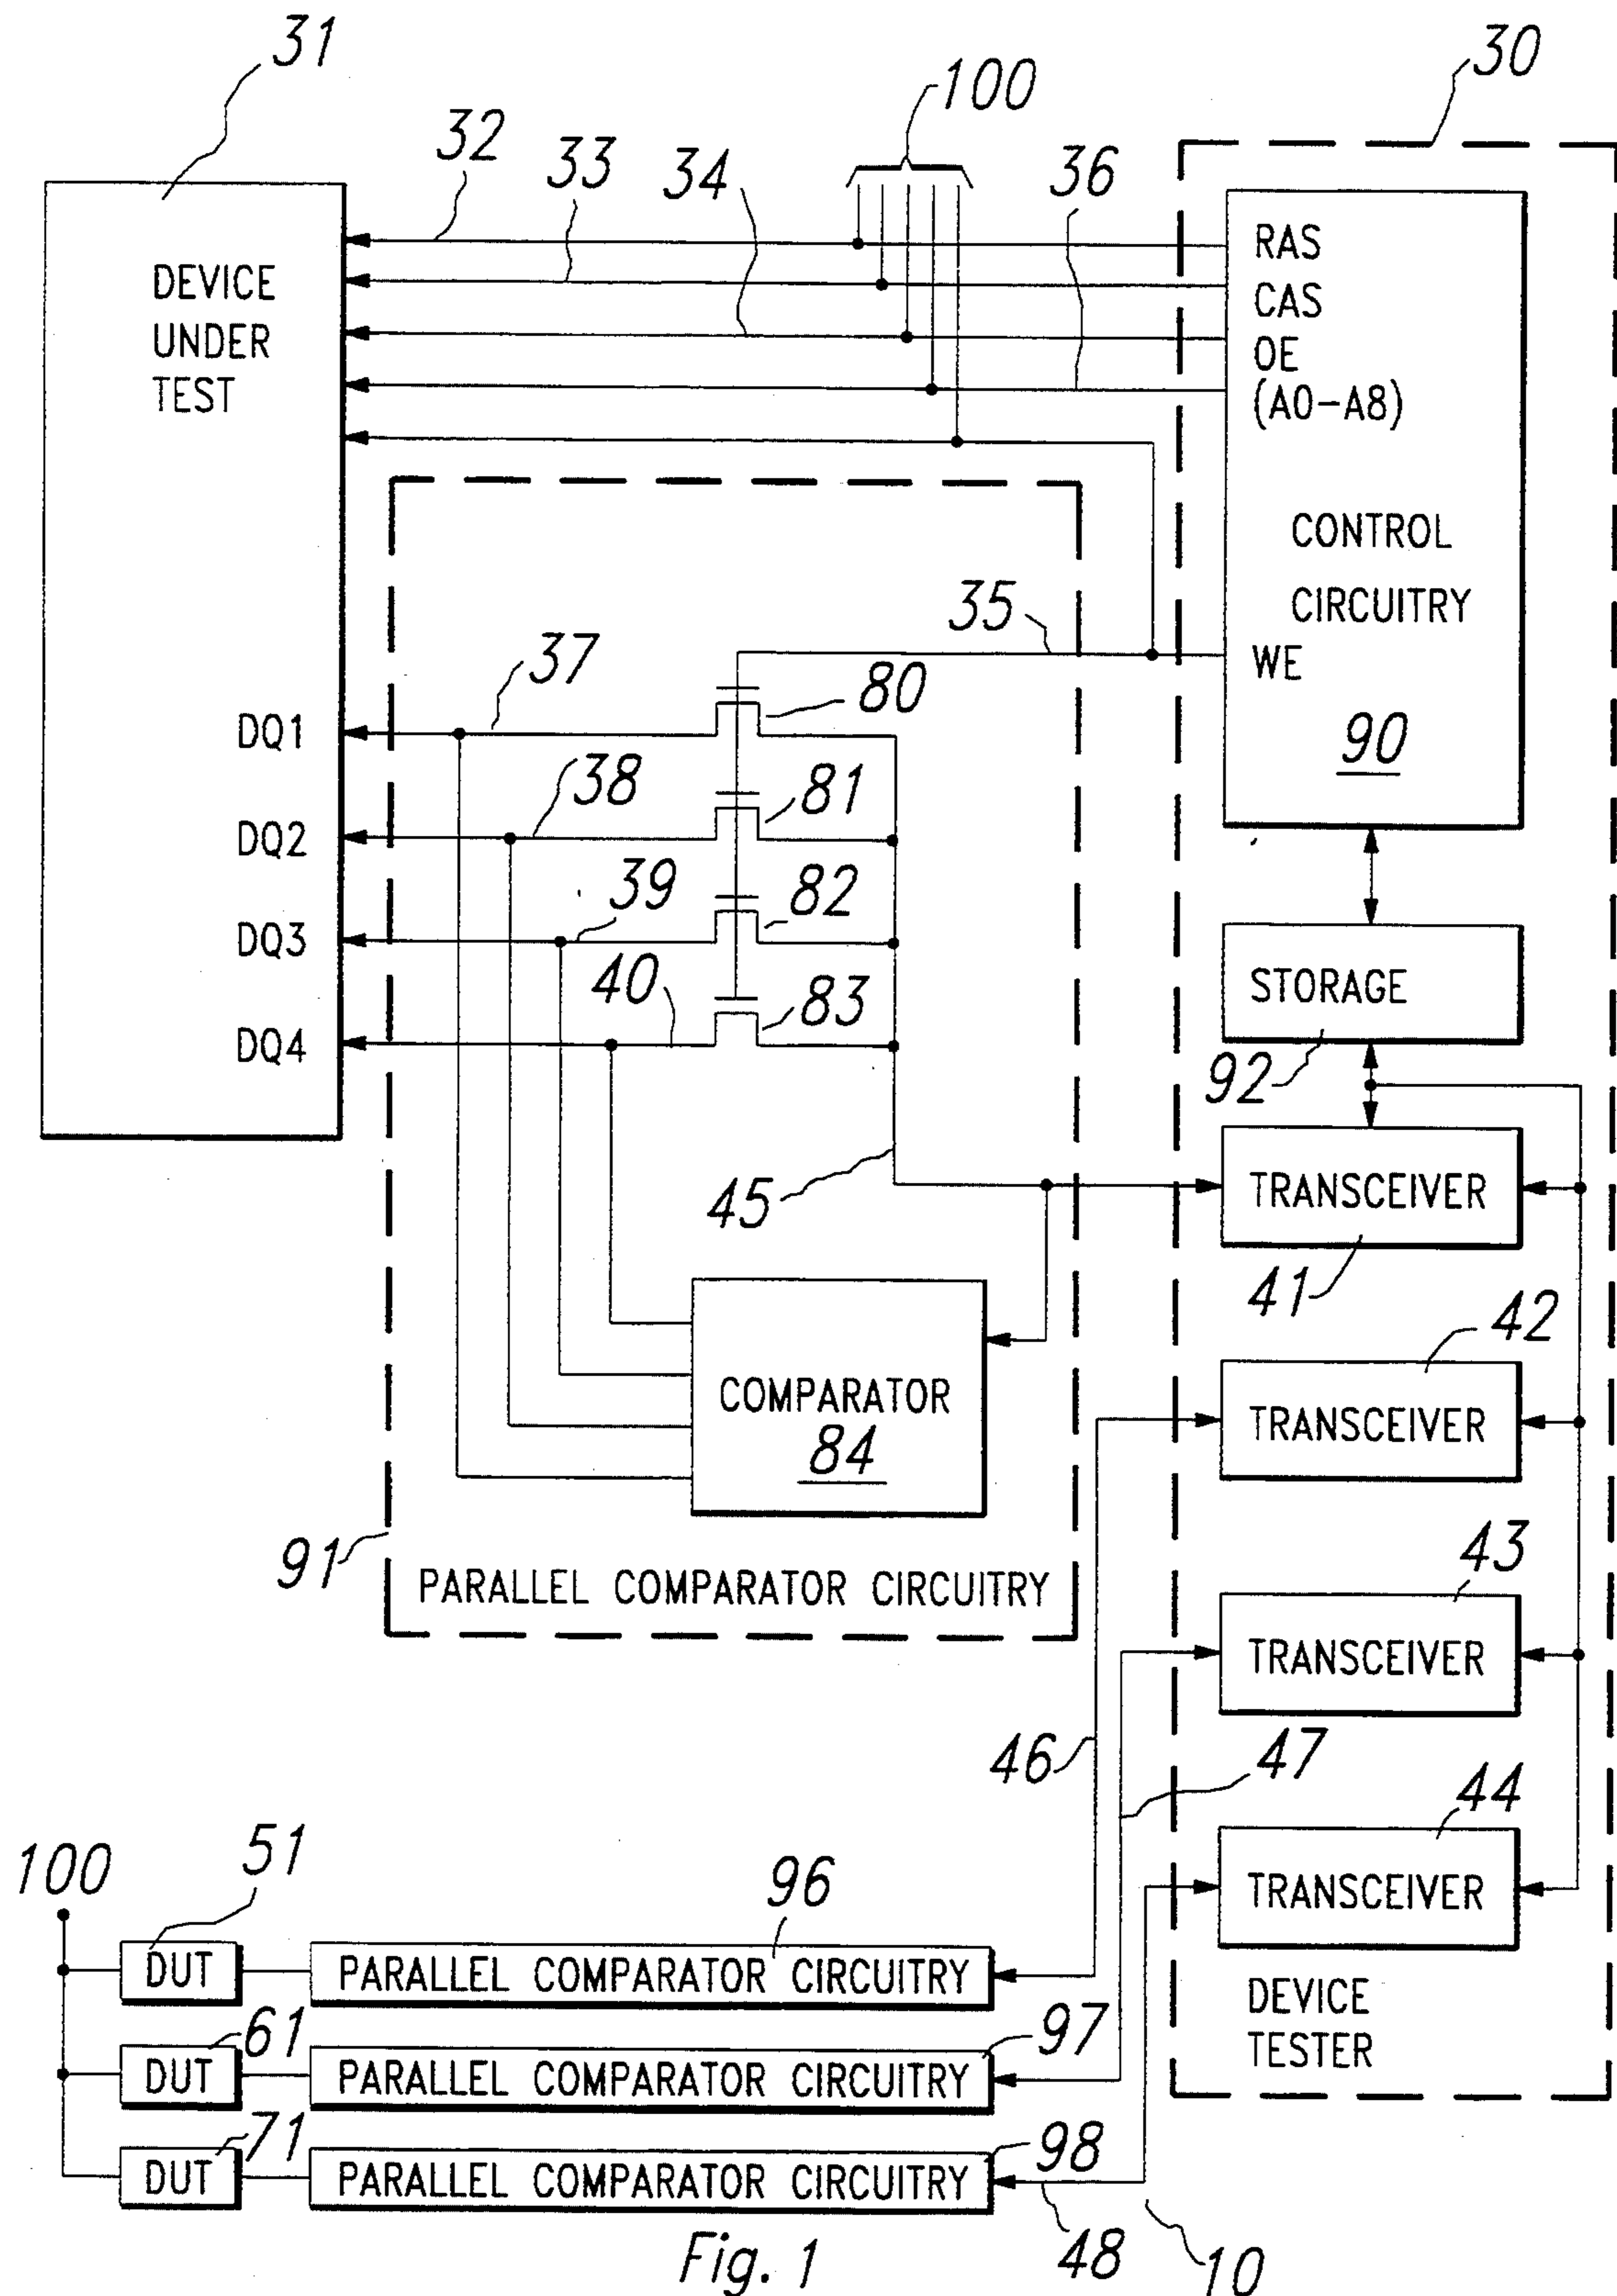 31
30
100
32
33
34
36
RAS
CAS
OE
(A0-A8)
DEVICE
UNDER
TEST
CONTROL
CIRCUITRY
35
WE
37
80
90
DQ1
38
81
DQ2
39
82
DQ3
STORAGE
40
83
DQ4
92
45
TRANSCEIVER
41
42
COMPARATOR
84
TRANSCEIVER
43
91
PARALLEL COMPARATOR CIRCUITRY
TRANSCEIVER
46
47
44
100
51
96
TRANSCEIVER
DUT
PARALLEL COMPARATOR CIRCUITRY
DEVICE
TESTER
61
97
DUT
PARALLEL COMPARATOR CIRCUITRY
71
98
DUT
PARALLEL COMPARATOR CIRCUITRY
48
10
Fig. 1